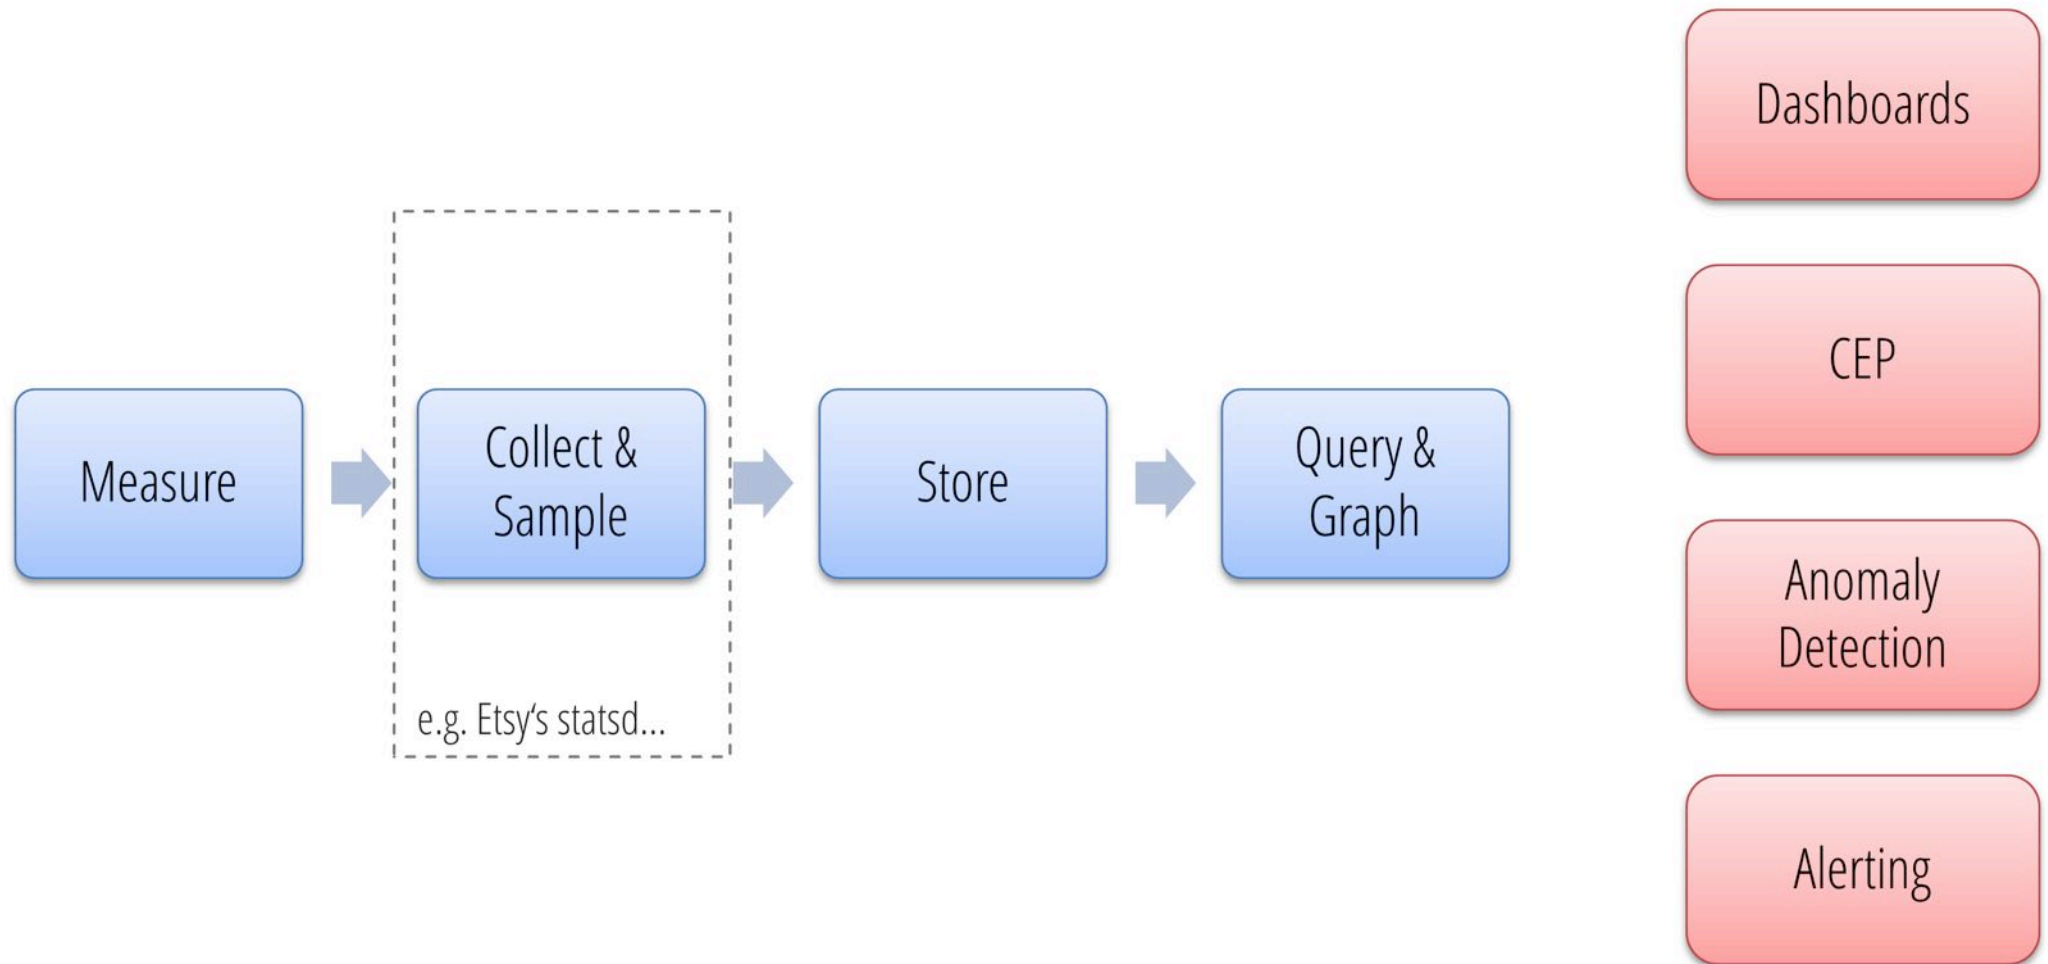 Measure
Collect &
Sample
e.g. Etsy‘s statsd...
Store
Query &
Graph
Dashboards
CEP
Anomaly
Detection
Alerting